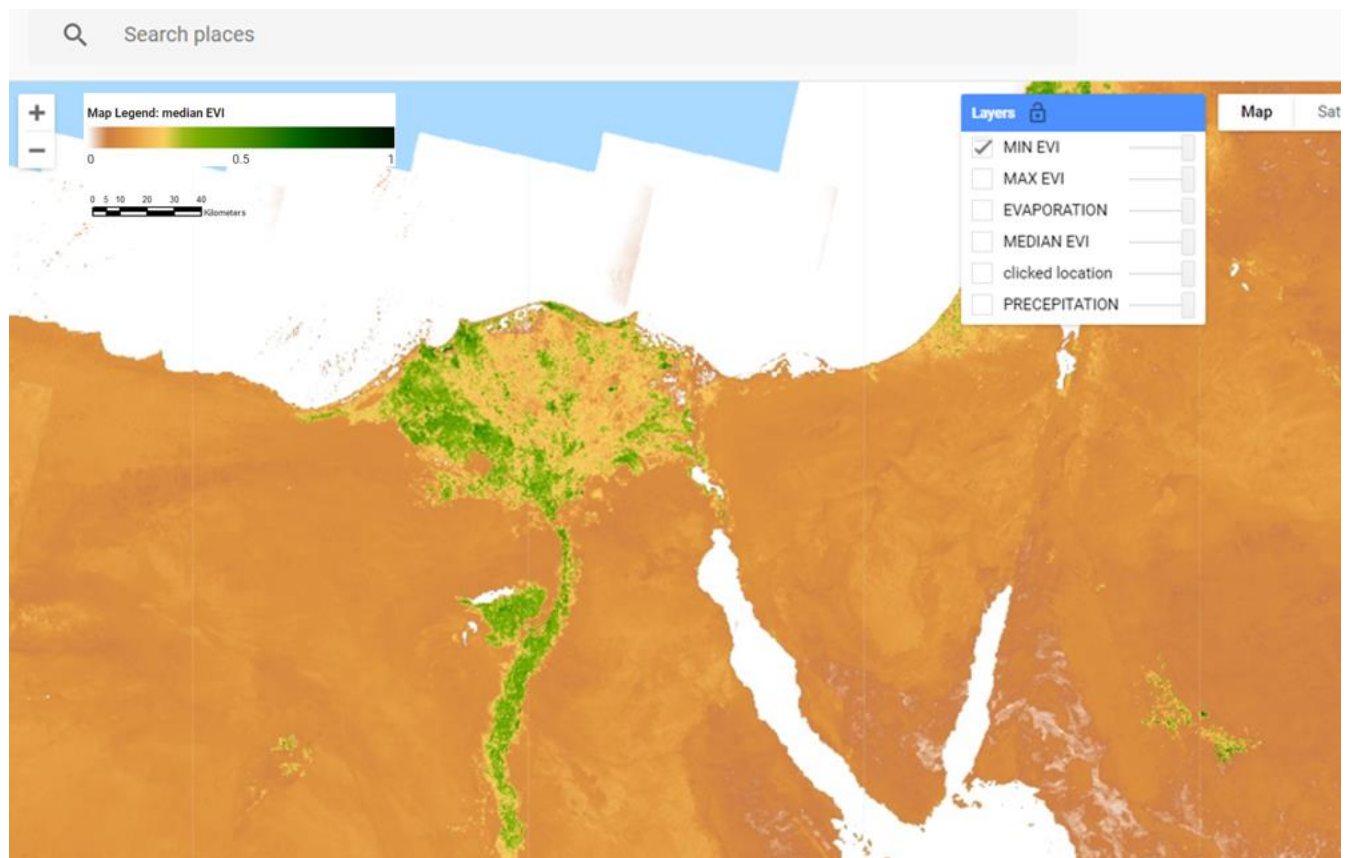 Search places
+
−
Map Legend: median EVI
0 0.5 1
0 5 10 20 30 40
Kilometers
Layers
MIN EVI
MAX EVI
EVAPORATION
MEDIAN EVI
clicked location
PRECEPITATION
Map Sat